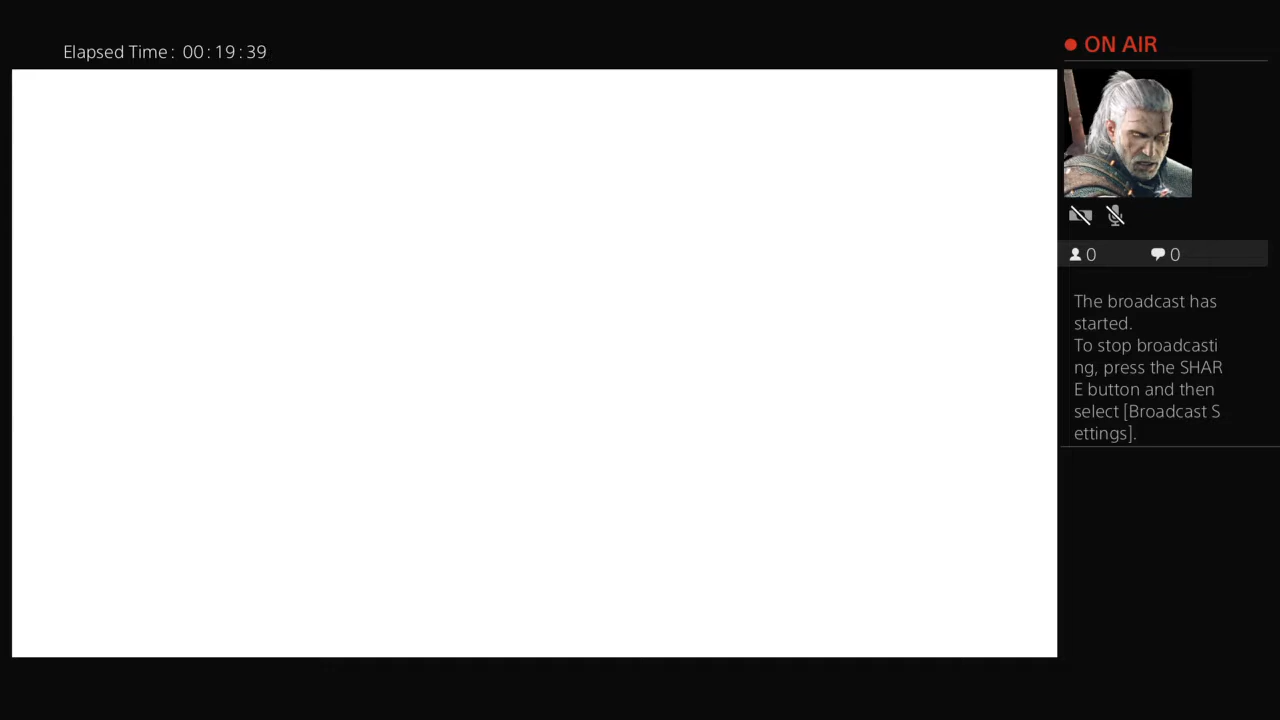 Elapsed Time: 00:19:39
ON AIR
0 0
The broadcast has
started.
To stop broadcasti
ng, press the SHAR
E button and then
select [Broadcast S
ettings].